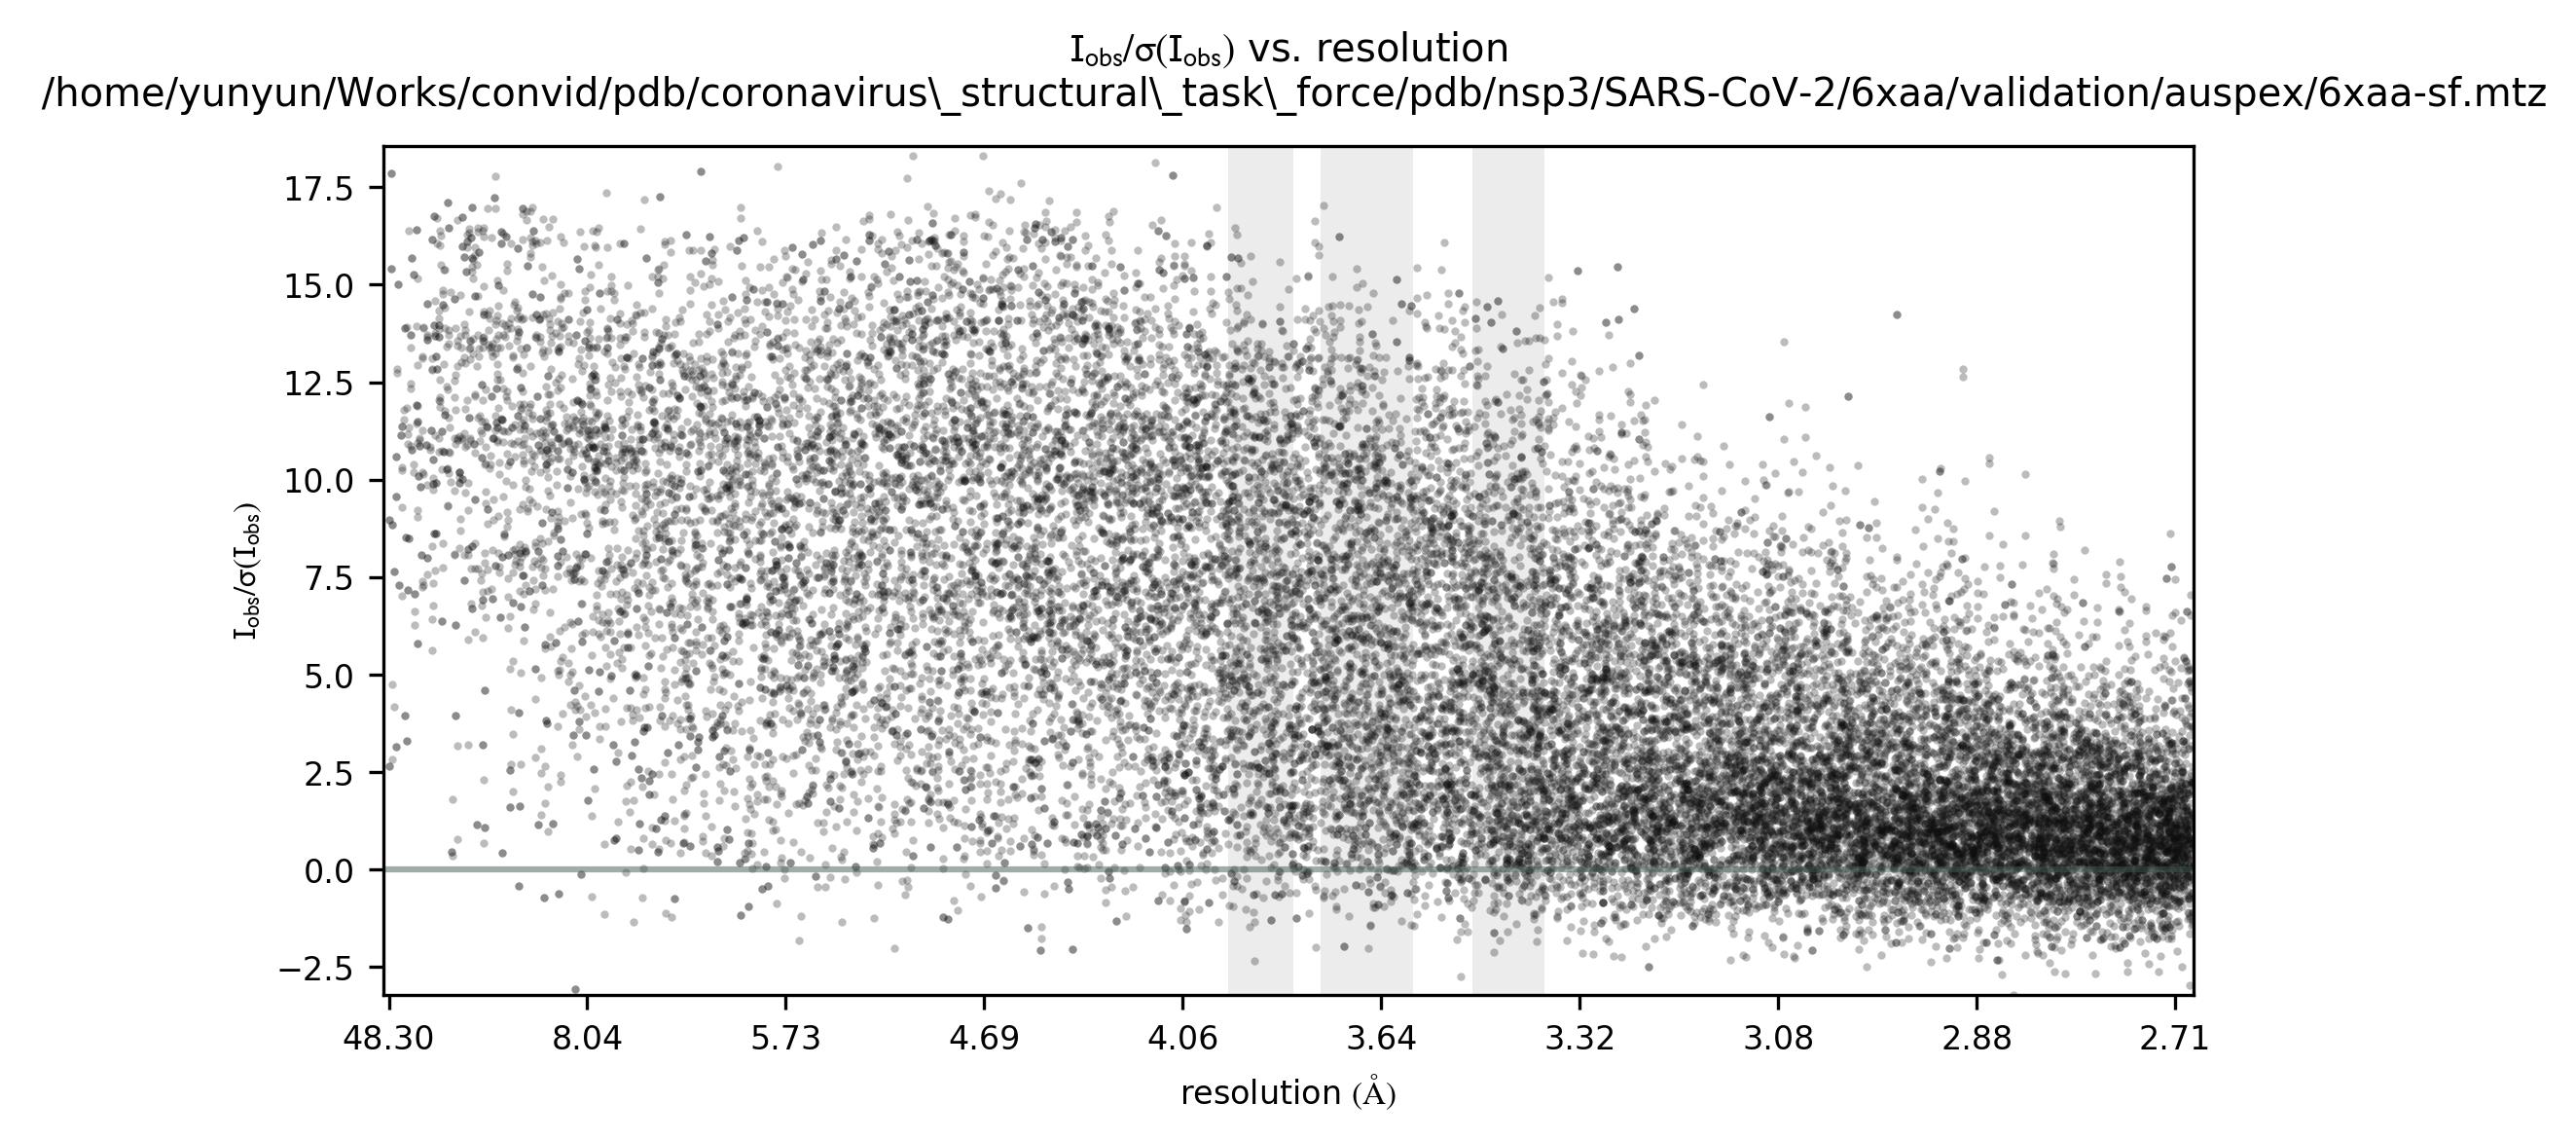 Iobs/σ(Iobs) vs. resolution
/home/yunyun/Works/convid/pdb/coronavirus\_structural\_task\_force/pdb/nsp3/SARS-CoV-2/6xaa/validation/auspex/6xaa-sf.mtz
17.5
15.0
12.5
10.0
7.5
5.0
2.5
0.0
−2.5
Iobs/σ(Iobs)
48.30 8.04 5.73 4.69 4.06 3.64 3.32 3.08 2.88 2.71
resolution (Å)